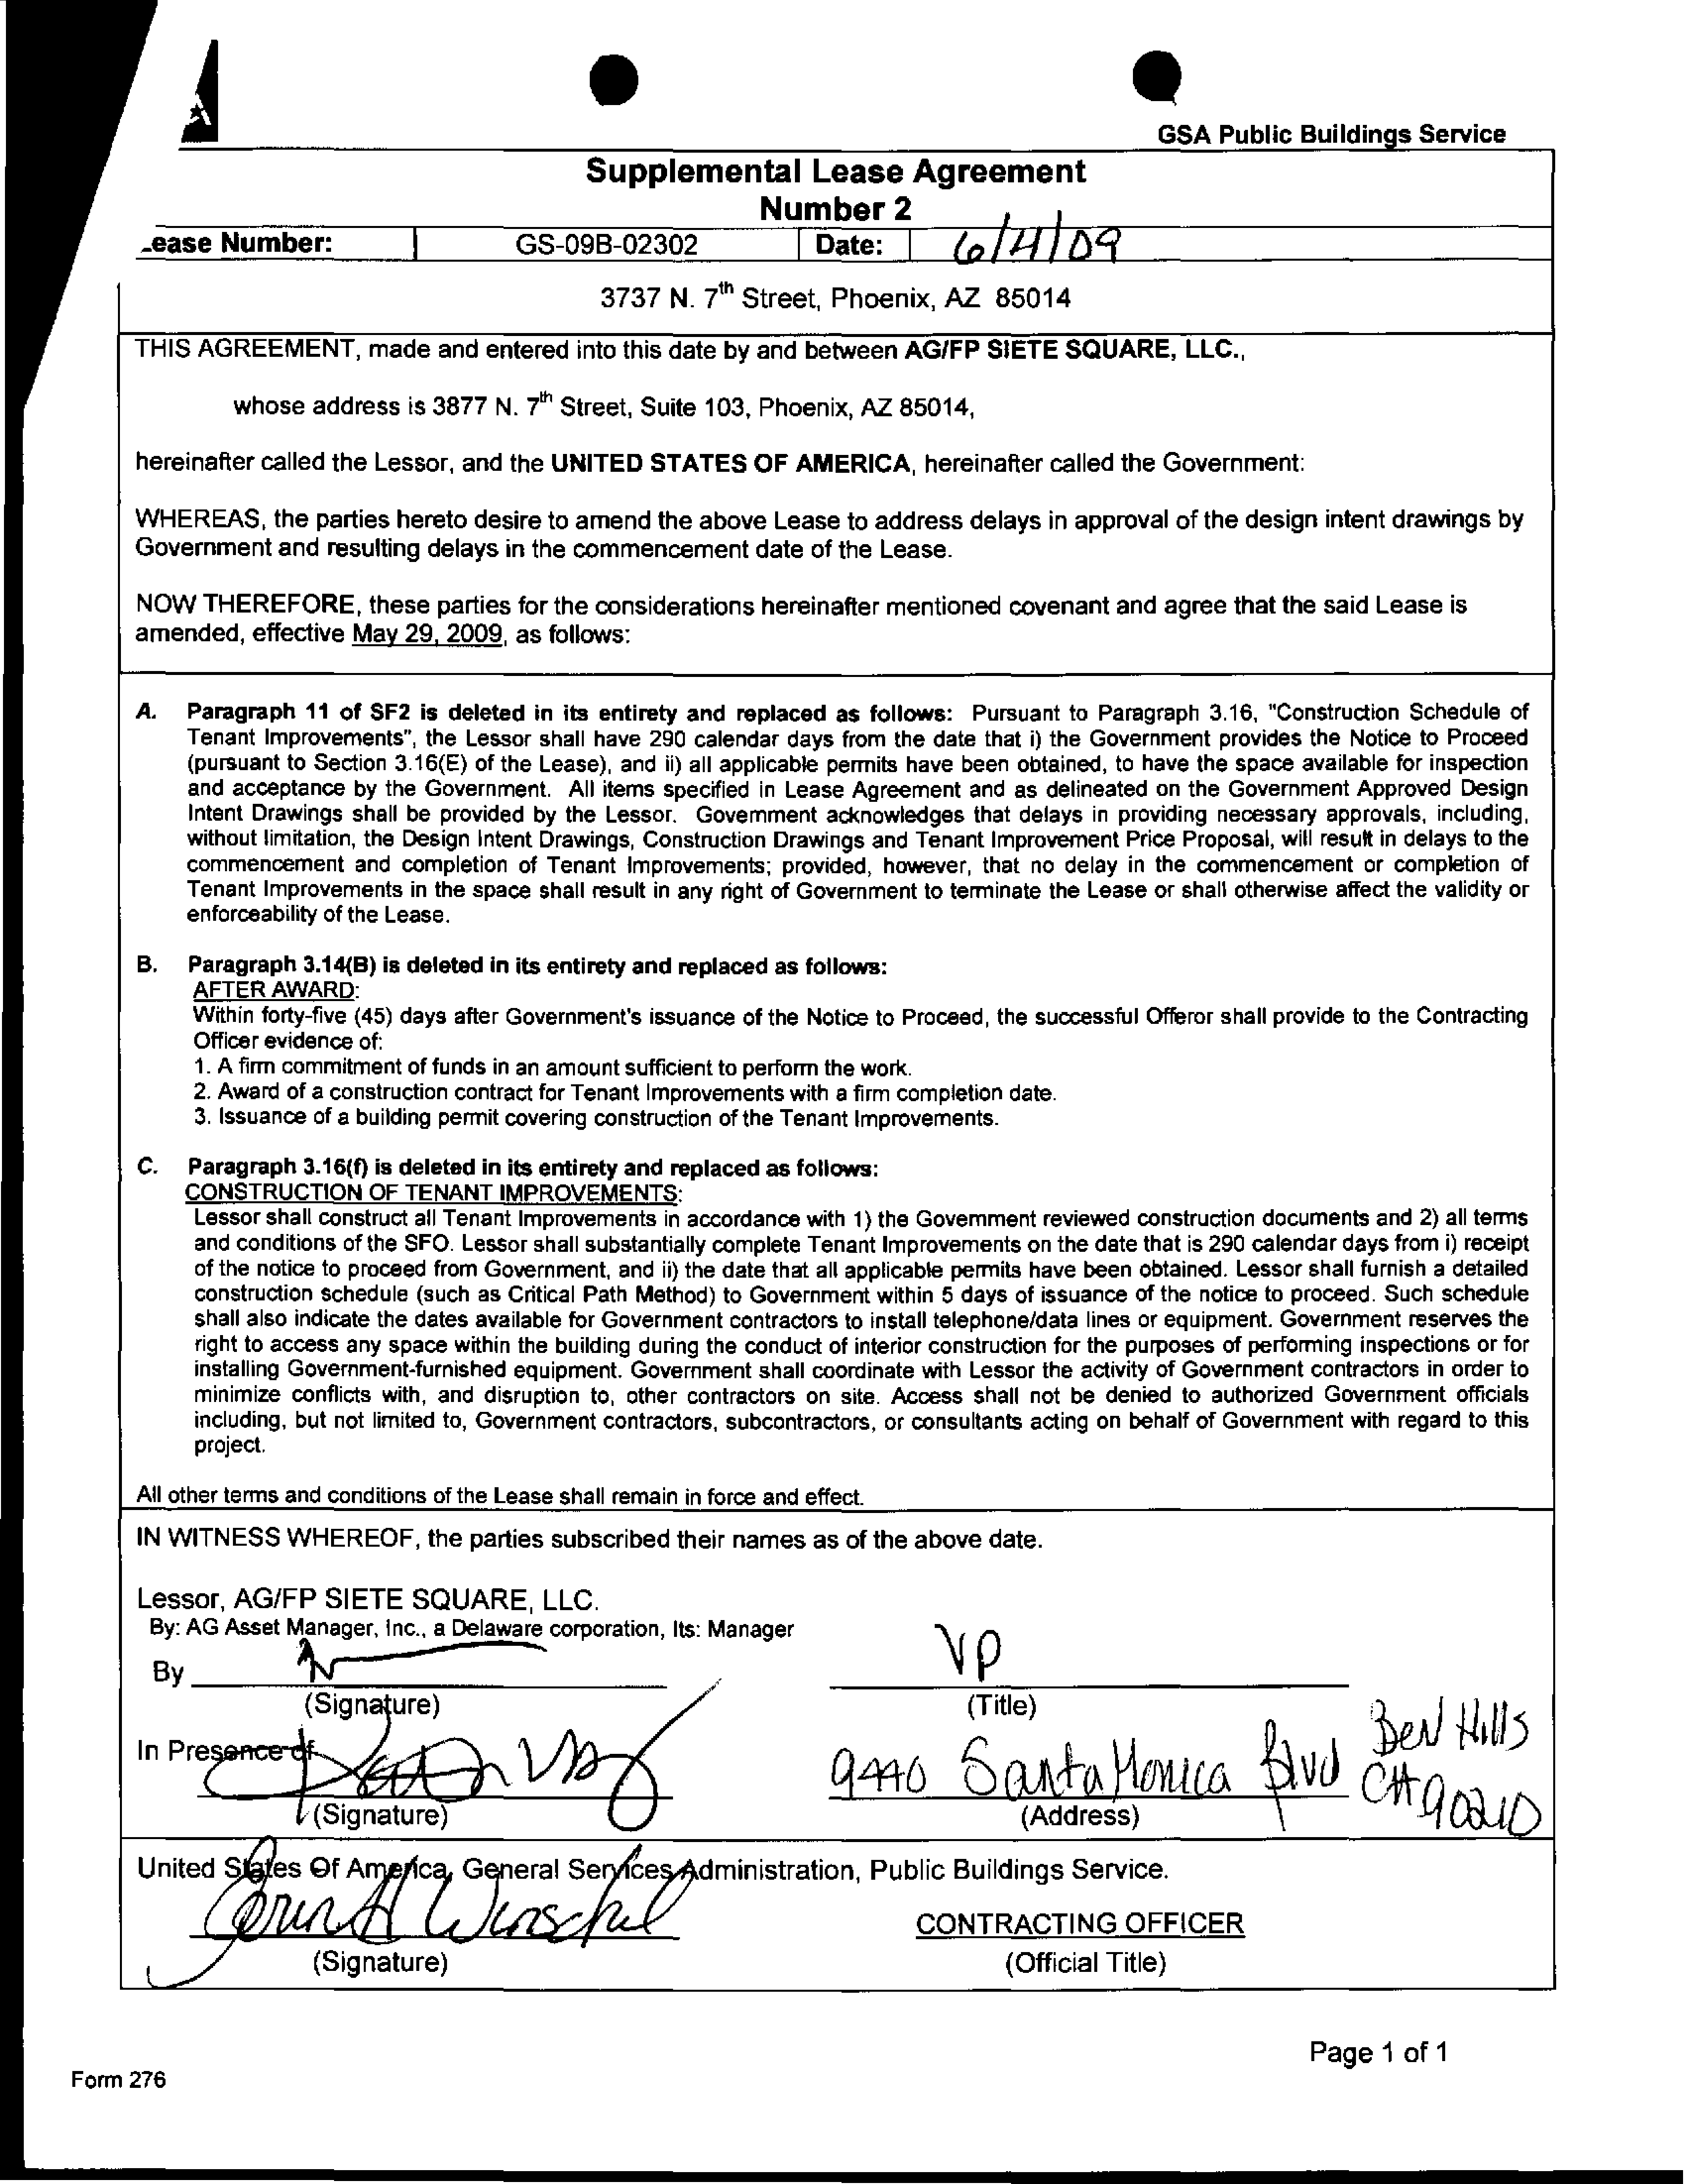 GSA Public Buildings Service
Supplemental Lease Agreement
Number 2
ease Number: GS-09B-02302 Date: 6/4/09
3737 N. 7th Street, Phoenix, AZ 85014
THIS AGREEMENT, made and entered into this date by and between AG/FP SIETE SQUARE, LLC.,
whose address is 3877 N. 7th Street, Suite 103, Phoenix, AZ 85014,
hereinafter called the Lessor, and the UNITED STATES OF AMERICA, hereinafter called the Government:
WHEREAS, the parties hereto desire to amend the above Lease to address delays in approval of the design intent drawings by
Government and resulting delays in the commencement date of the Lease.
NOW THEREFORE, these parties for the considerations hereinafter mentioned covenant and agree that the said Lease is
amended, effective May 29, 2009, as follows:
A. Paragraph 11 of SF2 is deleted in its entirety and replaced as follows: Pursuant to Paragraph 3.16, "Construction Schedule of
Tenant Improvements", the Lessor shall have 290 calendar days from the date that i) the Government provides the Notice to Proceed
(pursuant to Section 3.16(E) of the Lease), and ii) all applicable permits have been obtained, to have the space available for inspection
and acceptance by the Government. All items specified in Lease Agreement and as delineated on the Government Approved Design
Intent Drawings shall be provided by the Lessor. Government acknowledges that delays in providing necessary approvals, including,
without limitation, the Design Intent Drawings, Construction Drawings and Tenant Improvement Price Proposal, will result in delays to the
commencement and completion of Tenant Improvements; provided, however, that no delay in the commencement or completion of
Tenant Improvements in the space shall result in any right of Government to terminate the Lease or shall otherwise affect the validity or
enforceability of the Lease.
B. Paragraph 3.14(B) is deleted in its entirety and replaced as follows:
AFTER AWARD:
Within forty-five (45) days after Government's issuance of the Notice to Proceed, the successful Offeror shall provide to the Contracting
Officer evidence of:
1. A firm commitment of funds in an amount sufficient to perform the work.
2. Award of a construction contract for Tenant Improvements with a firm completion date.
3. Issuance of a building permit covering construction of the Tenant Improvements.
C. Paragraph 3.16(f) is deleted in its entirety and replaced as follows:
CONSTRUCTION OF TENANT IMPROVEMENTS:
Lessor shall construct all Tenant Improvements in accordance with 1) the Government reviewed construction documents and 2) all terms
and conditions of the SFO. Lessor shall substantially complete Tenant Improvements on the date that is 290 calendar days from i) receipt
of the notice to proceed from Government, and ii) the date that all applicable permits have been obtained. Lessor shall furnish a detailed
construction schedule (such as Critical Path Method) to Government within 5 days of issuance of the notice to proceed. Such schedule
shall also indicate the dates available for Government contractors to install telephone/data lines or equipment. Government reserves the
right to access any space within the building during the conduct of interior construction for the purposes of performing inspections or for
installing Government-furnished equipment. Government shall coordinate with Lessor the activity of Government contractors in order to
minimize conflicts with, and disruption to, other contractors on site. Access shall not be denied to authorized Government officials
including, but not limited to, Government contractors, subcontractors, or consultants acting on behalf of Government with regard to this
project.
All other terms and conditions of the Lease shall remain in force and effect.
IN WITNESS WHEREOF, the parties subscribed their names as of the above date.
Lessor, AG/FP SIETE SQUARE, LLC.
By: AG Asset Manager, Inc., a Delaware corporation, Its: Manager
By VP
(Signature) (Title)
In Presence of 9440 Santa Monica Blvd Bev Hills
CA 90210
(Signature) (Address)
United States Of America, General Services Administration, Public Buildings Service.
CONTRACTING OFFICER
(Signature) (Official Title)
Page 1 of 1
Form 276